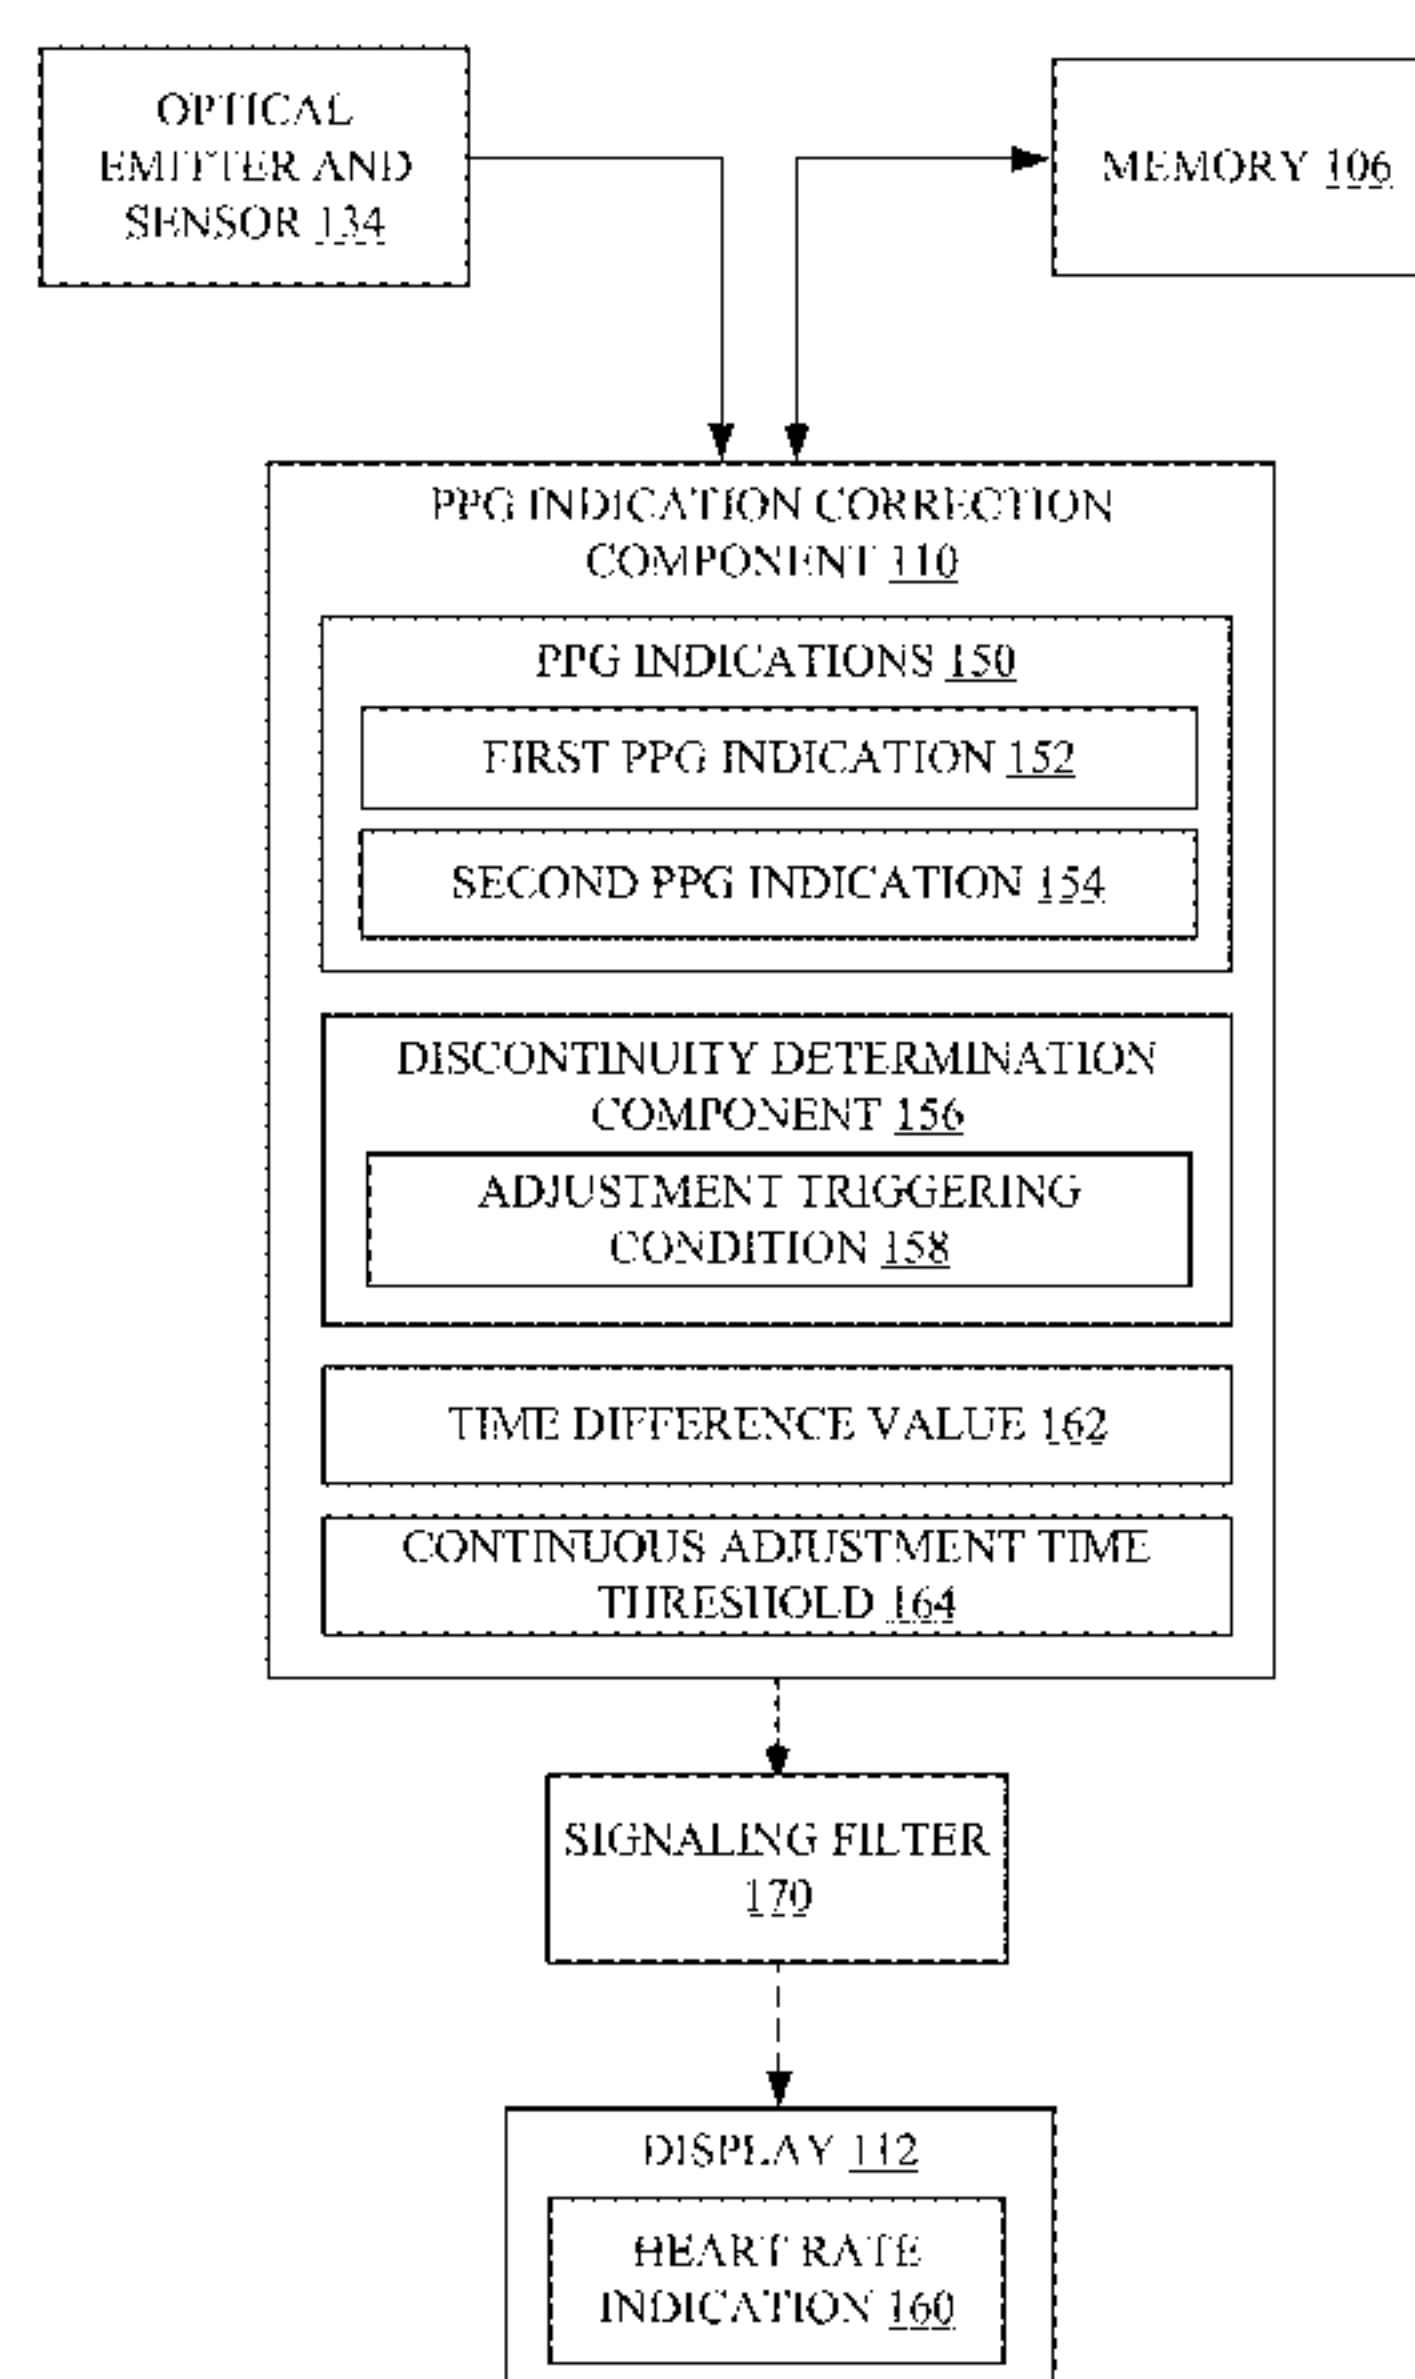 OPTICAL
EMITTER AND
SENSOR 134
MEMORY 106
PPG INDICATION CORRECTION
COMPONENT 110
PPG INDICATIONS 150
FIRST PPG INDICATION 152
SECOND PPG INDICATION 154
DISCONTINUITY DETERMINATION
COMPONENT 156
ADJUSTMENT TRIGGERING
CONDITION 158
TIME DIFFERENCE VALUE 162
CONTINUOUS ADJUSTMENT TIME
THRESHOLD 164
SIGNALING FILTER
170
DISPLAY 112
HEART RATE
INDICATION 160